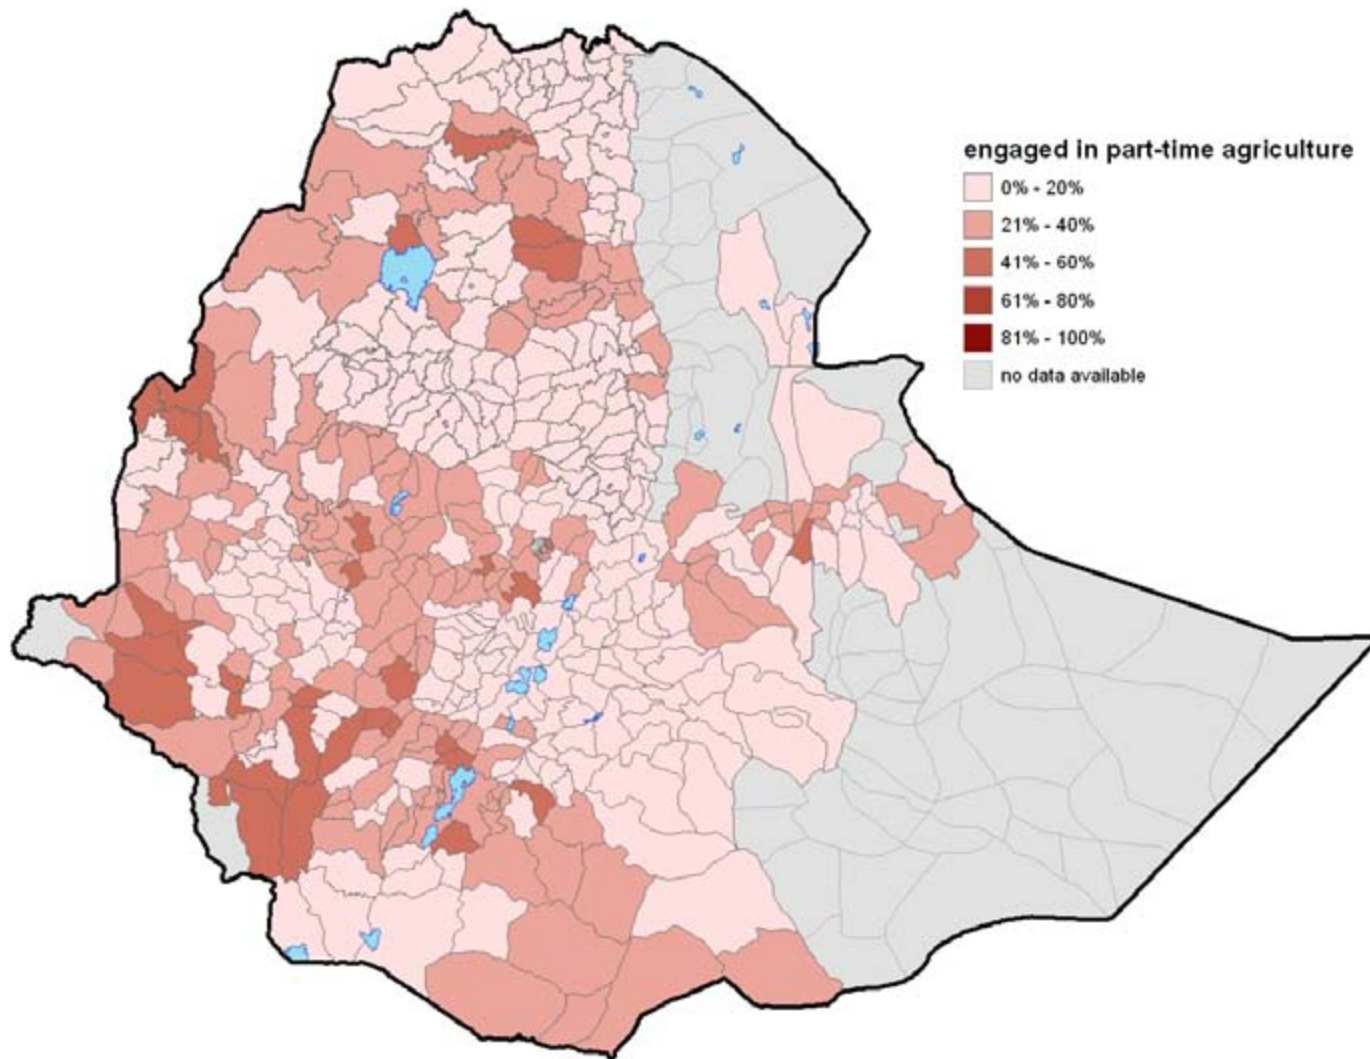 engaged in part-time agriculture
0% - 20%
21% - 40%
41% - 60%
61% - 80%
81% - 100%
no data available